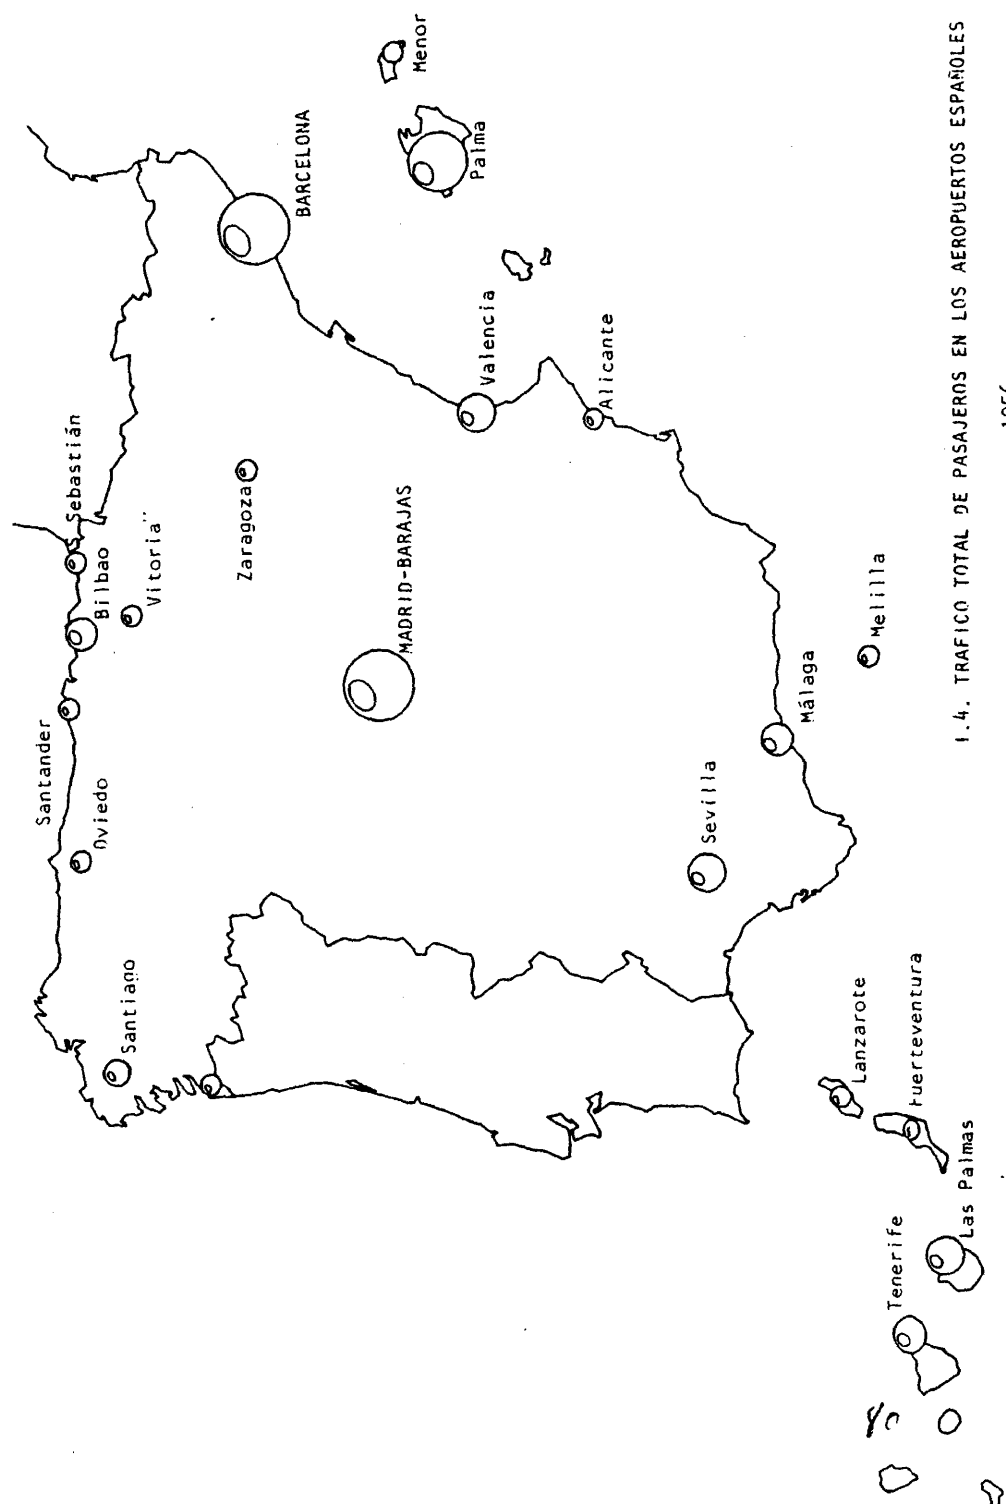 Santander
S. Sebastián
Oviedo
Bilbao
Santiago
Vitoria"
Zaragoza
BARCELONA
MADRID-BARAJAS
Menor
Palma
Valencia
Alicante
Sevilla
Málaga
Lanzarote
Melilla
Tenerife
Fuerteventura
Las Palmas
1.4. TRAFICO TOTAL DE PASAJEROS EN LOS AEROPUERTOS ESPAÑOLES